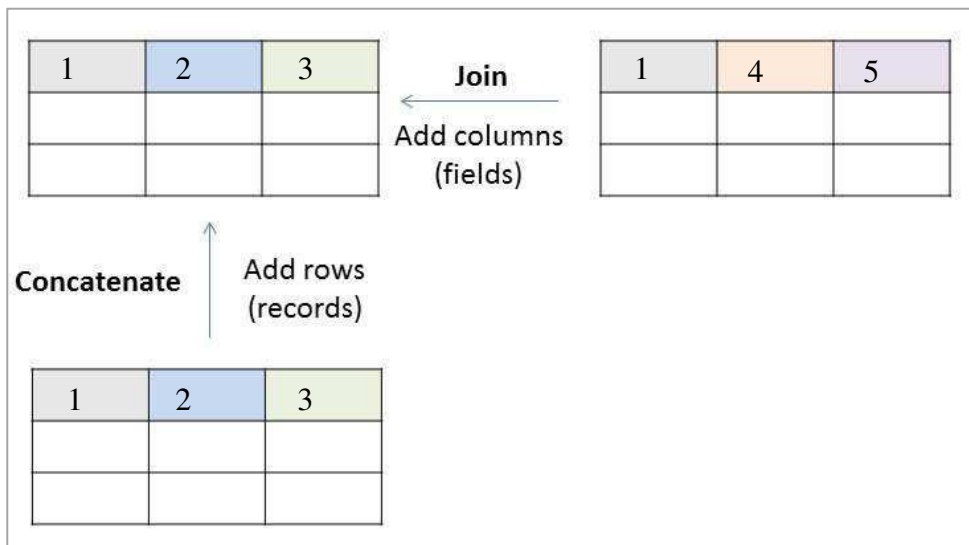 1 2 3
Join
1 4 5
Add columns
(fields)
Concatenate
Add rows
(records)
1 2 3